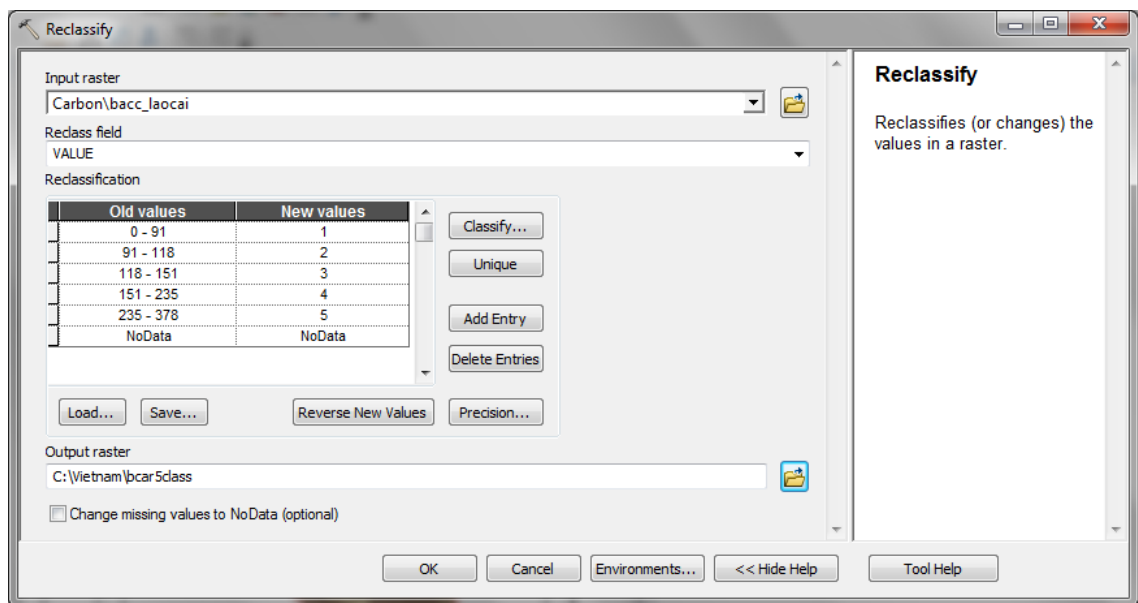 Reclassify
Input raster
Carbon\bacc_laocai
Reclass field
VALUE
Reclassification
Old values New values
0 - 91 1
91 - 118 2
118 - 151 3
151 - 235 4
235 - 378 5
NoData NoData
Classify...
Unique
Add Entry
Delete Entries
Load... Save... Reverse New Values Precision...
Output raster
C:\Vietnam\bcar5class
Change missing values to NoData (optional)
Reclassify
Reclassifies (or changes) the
values in a raster.
OK Cancel Environments... << Hide Help Tool Help